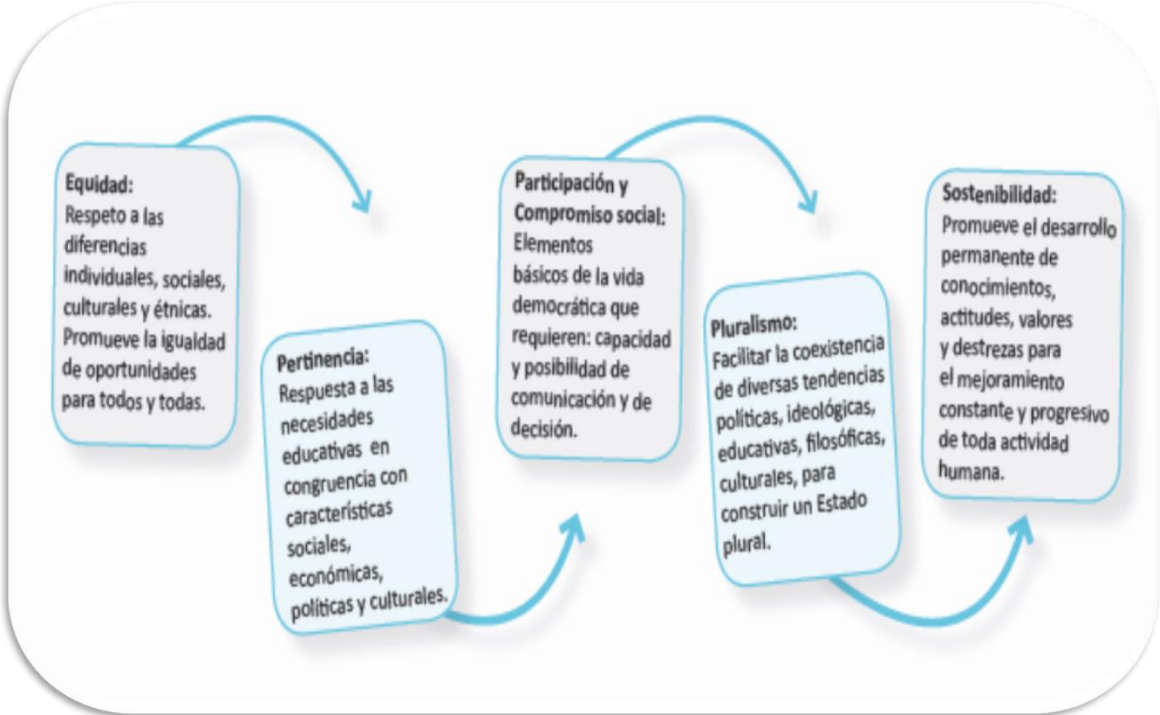 Equidad:
Respeto a las
diferencias
individuales, sociales,
culturales y étnicas.
Promueve la igualdad
de oportunidades
para todos y todas.
Pertinencia:
Respuesta a las
necesidades
educativas en
congruencia con
características
sociales,
económicas,
políticas y culturales.
Participación y
Compromiso social:
Elementos
básicos de la vida
democrática que
requieren: capacidad
y posibilidad de
comunicación y de
decisión.
Pluralismo:
Facilitar la coexistencia
de diversas tendencias
políticas, ideológicas,
educativas, filosóficas,
culturales, para
construir un Estado
plural.
Sostenibilidad:
Promueve el desarrollo
permanente de
conocimientos,
actitudes, valores
y destrezas para
el mejoramiento
constante y progresivo
de toda actividad
humana.